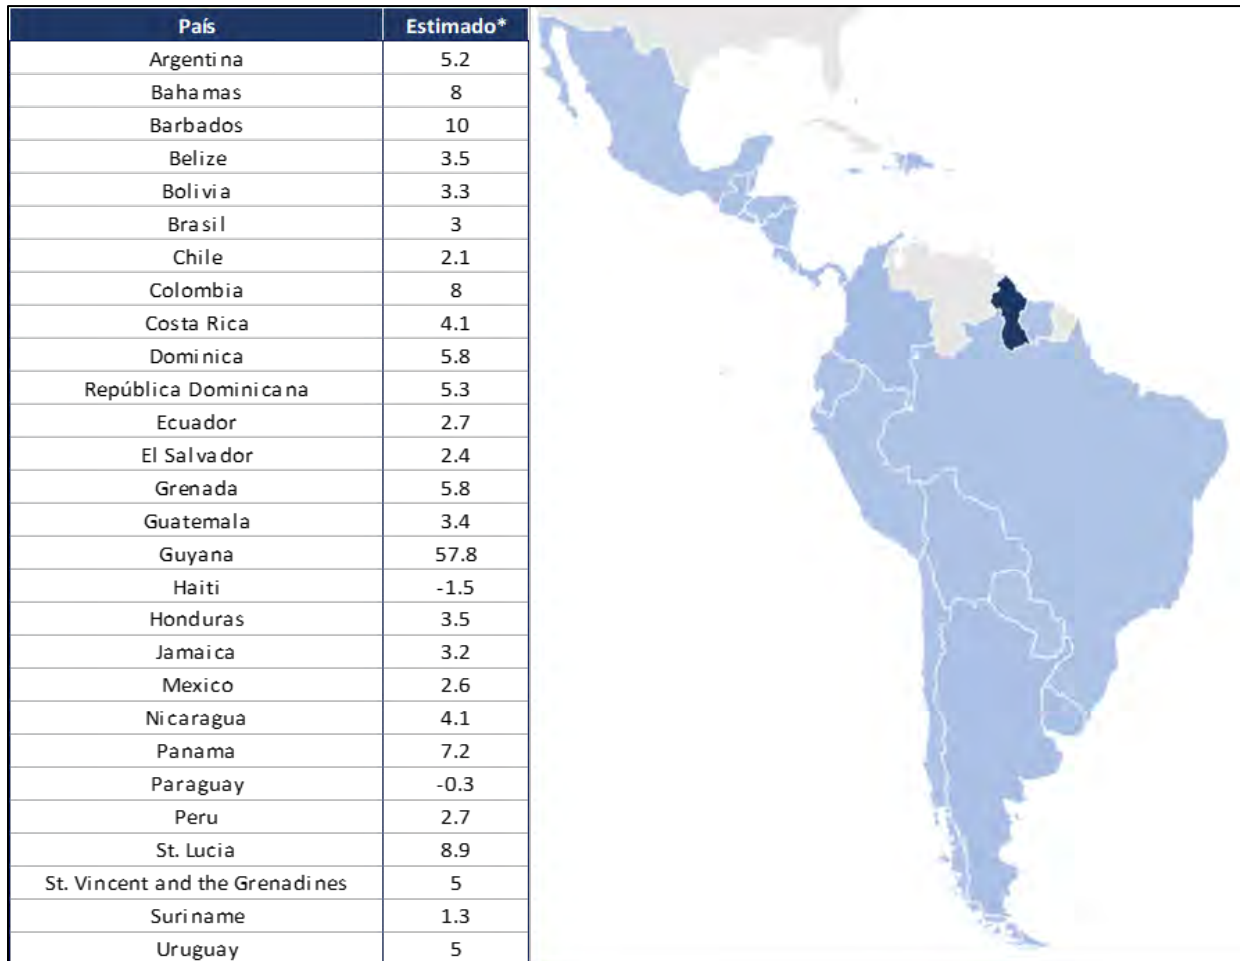 País Estimado*
Argentina 5.2
Bahamas 8
Barbados 10
Belize 3.5
Bolivia 3.3
Brasil 3
Chile 2.1
Colombia 8
Costa Rica 4.1
Dominica 5.8
República Dominicana 5.3
Ecuador 2.7
El Salvador 2.4
Grenada 5.8
Guatemala 3.4
Guyana 57.8
Haiti -1.5
Honduras 3.5
Jamaica 3.2
Mexico 2.6
Nicaragua 4.1
Panama 7.2
Paraguay -0.3
Peru 2.7
St. Lucia 8.9
St. Vincent and the Grenadines 5
Suriname 1.3
Uruguay 5